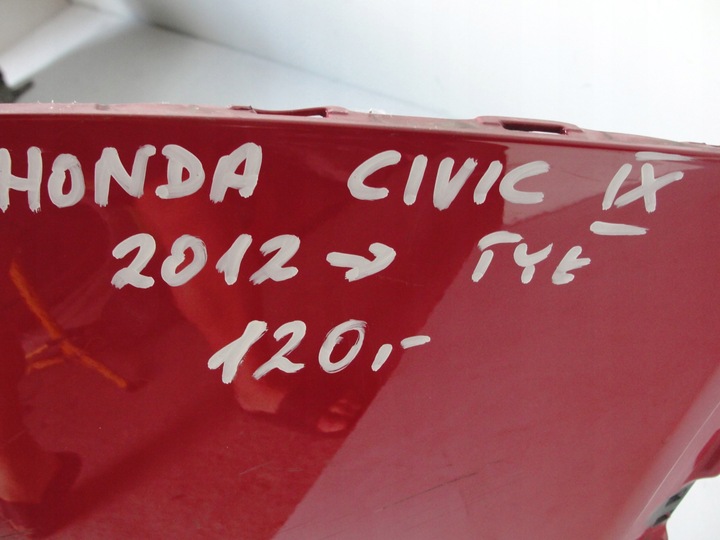 HONDA CIVIC IX
2012 → TYŁ
120,-